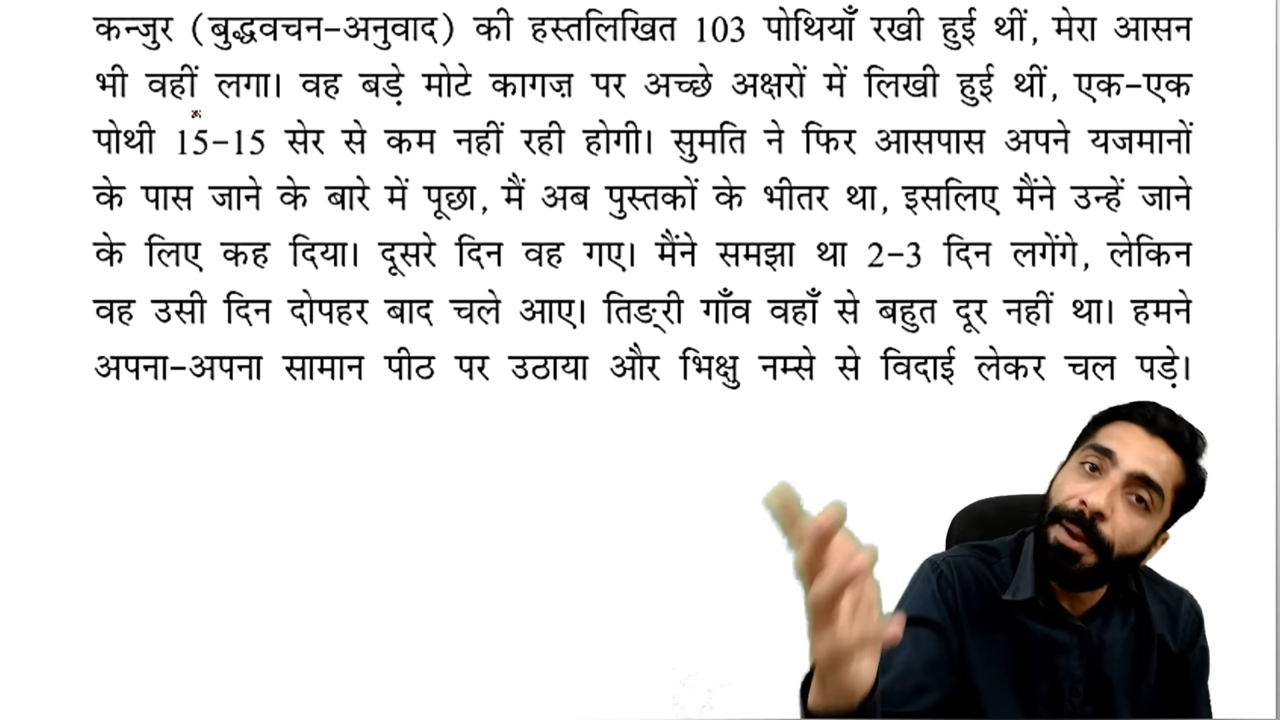 कन्जुर (बुद्धवचन-अनुवाद) की हस्तलिखित 103 पोथियाँ रखी हुई थीं, मेरा आसन
भी वहीं लगा। वह बड़े मोटे कागज़ पर अच्छे अक्षरों में लिखी हुई थीं, एक-एक
पोथी 15-15 सेर से कम नहीं रही होगी। सुमति ने फिर आसपास अपने यजमानों
के पास जाने के बारे में पूछा, मैं अब पुस्तकों के भीतर था, इसलिए मैंने उन्हें जाने
के लिए कह दिया। दूसरे दिन वह गए। मैंने समझा था 2-3 दिन लगेंगे, लेकिन
वह उसी दिन दोपहर बाद चले आए। तिङ्री गाँव वहाँ से बहुत दूर नहीं था। हमने
अपना-अपना सामान पीठ पर उठाया और भिक्षु नम्से से विदाई लेकर चल पड़े।